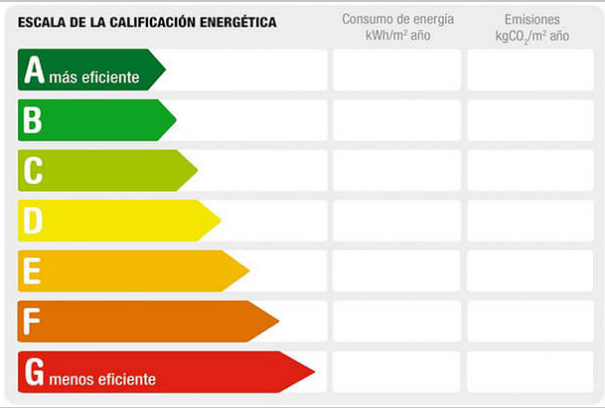 ESCALA DE LA CALIFICACIÓN ENERGÉTICA
Consumo de energía
kWh/m² año
Emisiones
kgCO₂/m² año
A más eficiente
B
C
D
E
F
G menos eficiente